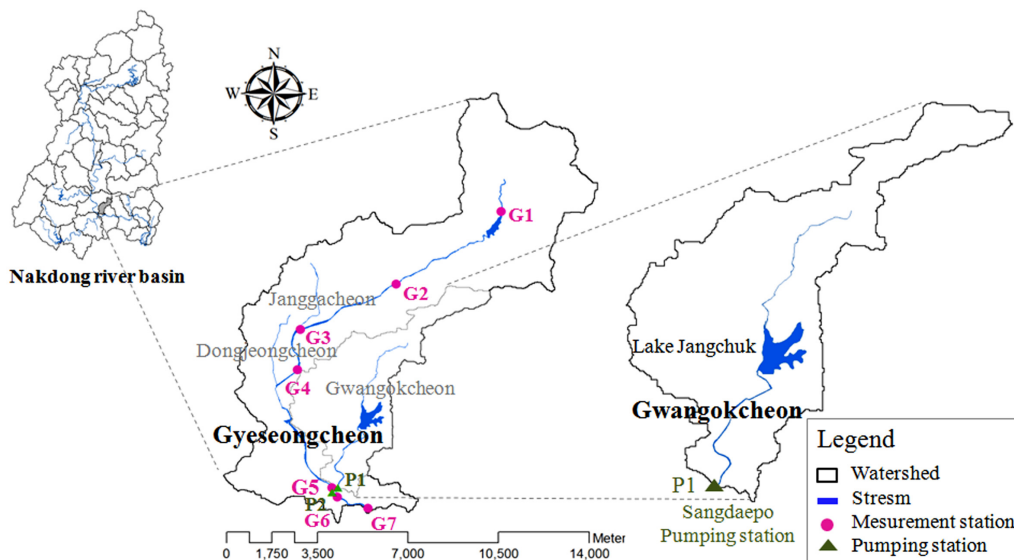 N
W E
S
G1
Nakdong river basin
G2
Janggacheon
G3
Dongjeongcheon
G4
Gwangokcheon
Gyeseongcheon
G5
P1
P2
G6
G7
0 1,750 3,500 7,000 10,500 14,000
Meter
Lake Jangchuk
Gwangokcheon
P1
Sangdaepo
Pumping station
Legend
Watershed
Stresm
Mesurement station
Pumping station